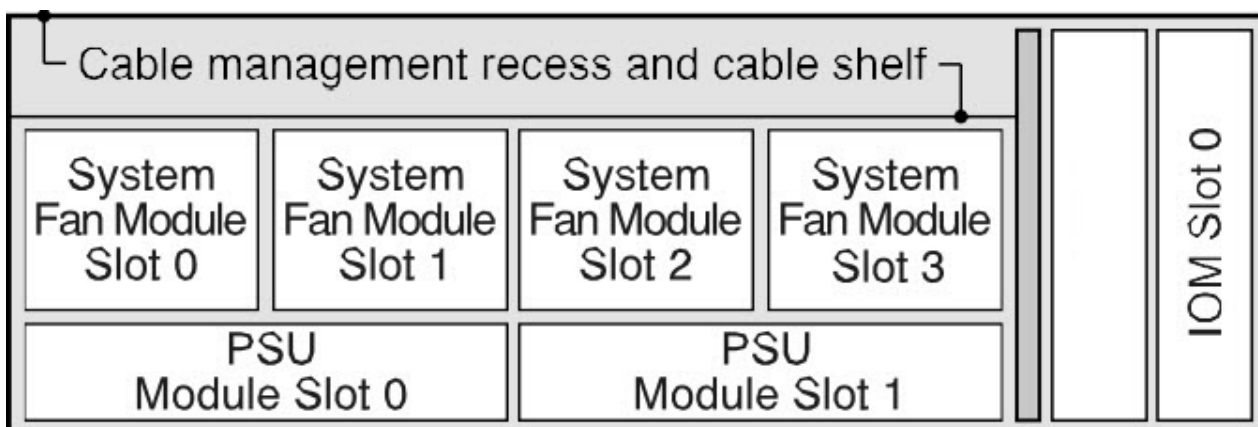 Cable management recess and cable shelf
System
Fan Module
Slot 0
System
Fan Module
Slot 1
System
Fan Module
Slot 2
System
Fan Module
Slot 3
IOM Slot 0
PSU
Module Slot 0
PSU
Module Slot 1